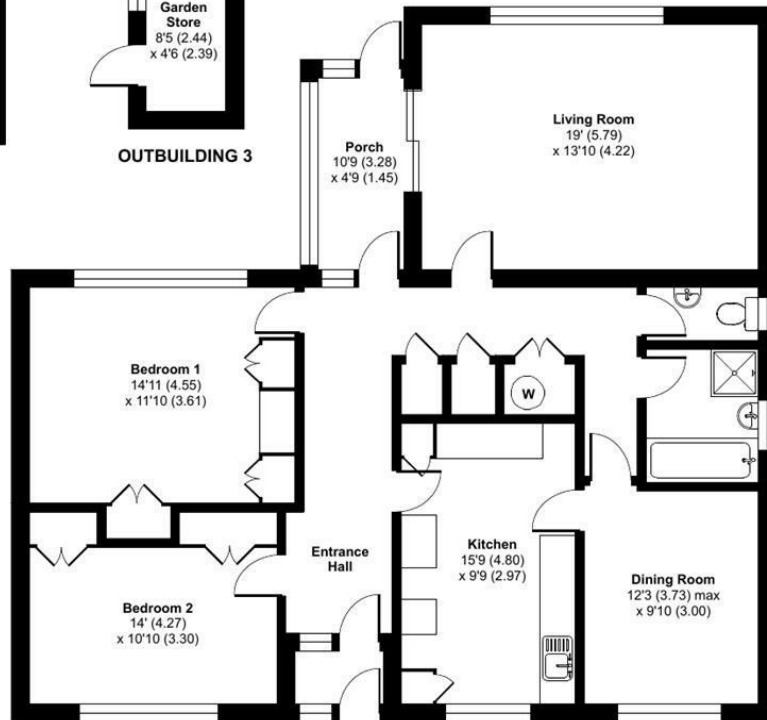 Garden
Store
8'5 (2.44)
x 4'6 (2.39)
OUTBUILDING 3
Porch
10'9 (3.28)
x 4'9 (1.45)
Living Room
19' (5.79)
x 13'10 (4.22)
Bedroom 1
14'11 (4.55)
x 11'10 (3.61)
W
Entrance
Hall
Kitchen
15'9 (4.80)
x 9'9 (2.97)
Dining Room
12'3 (3.73) max
x 9'10 (3.00)
Bedroom 2
14' (4.27)
x 10'10 (3.30)